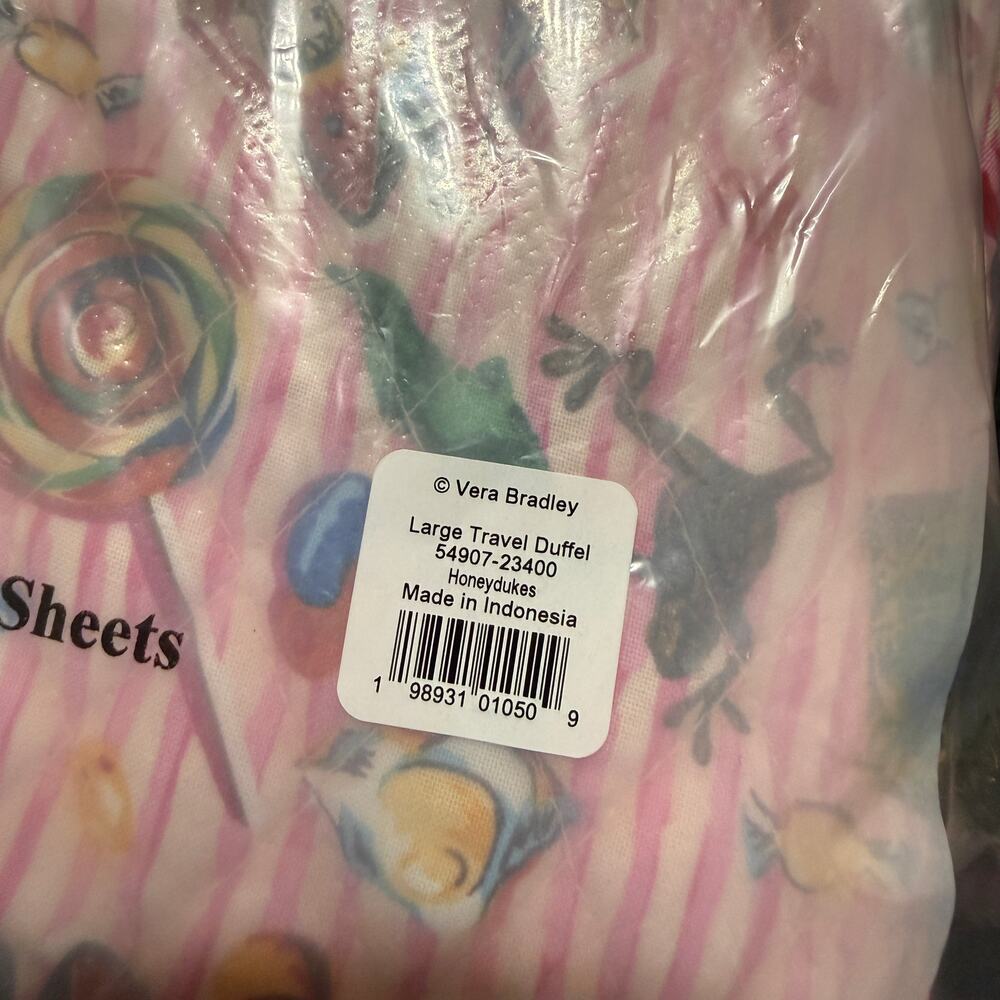 © Vera Bradley
Large Travel Duffel
54907-23400
Honeydukes
Made in Indonesia
1 98931 01050 9
Sheets